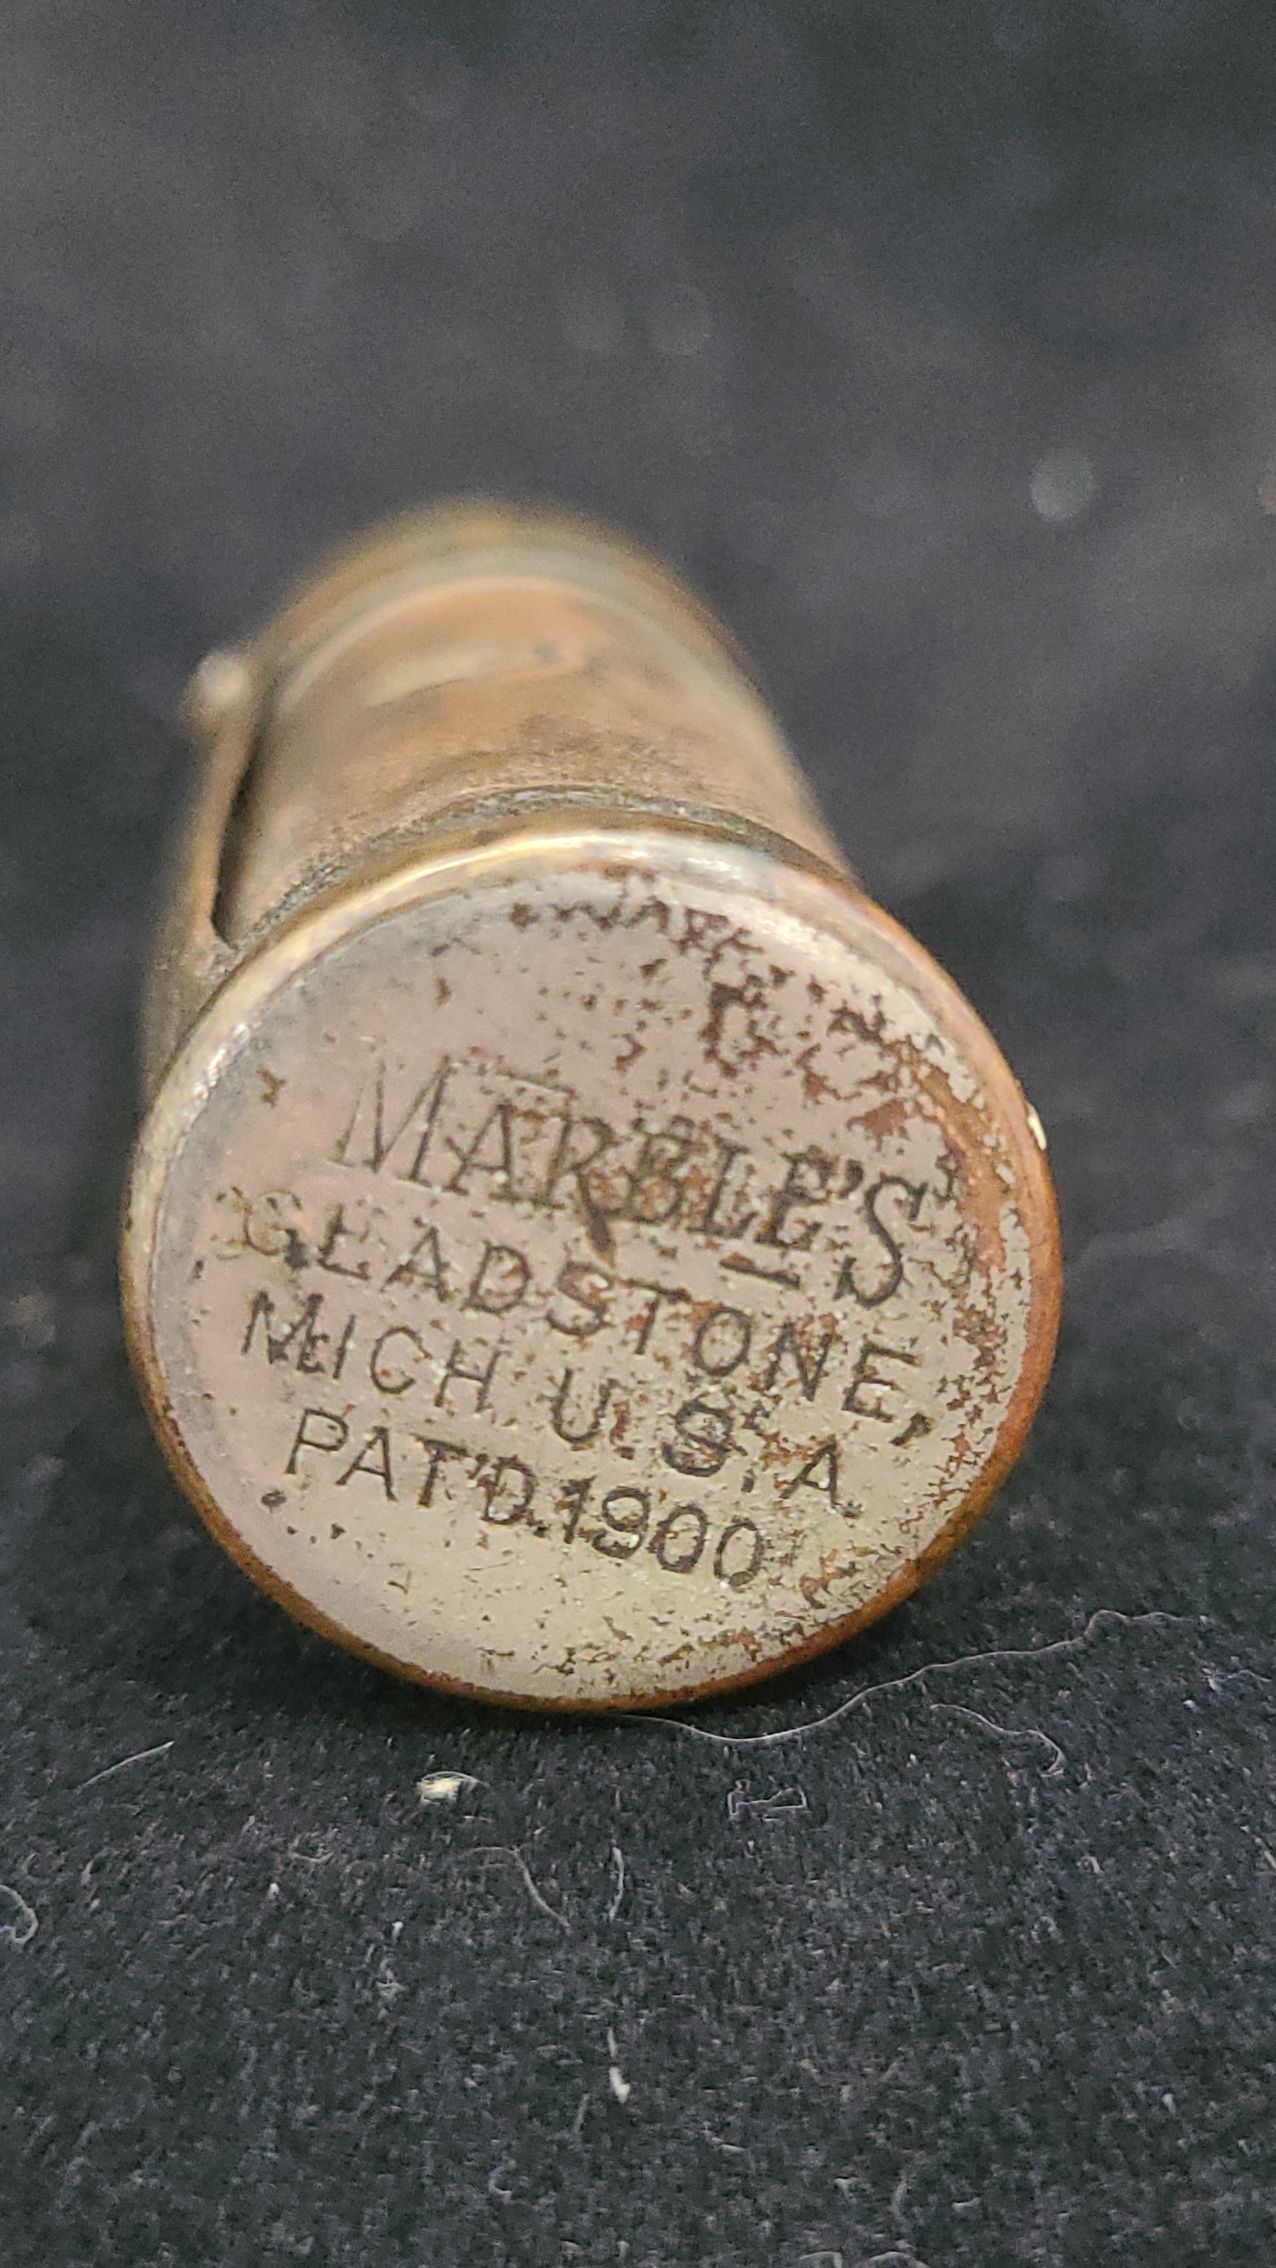 MARBLE'S
GLADSTONE,
MICH. U.S.A.
PAT'D.1900